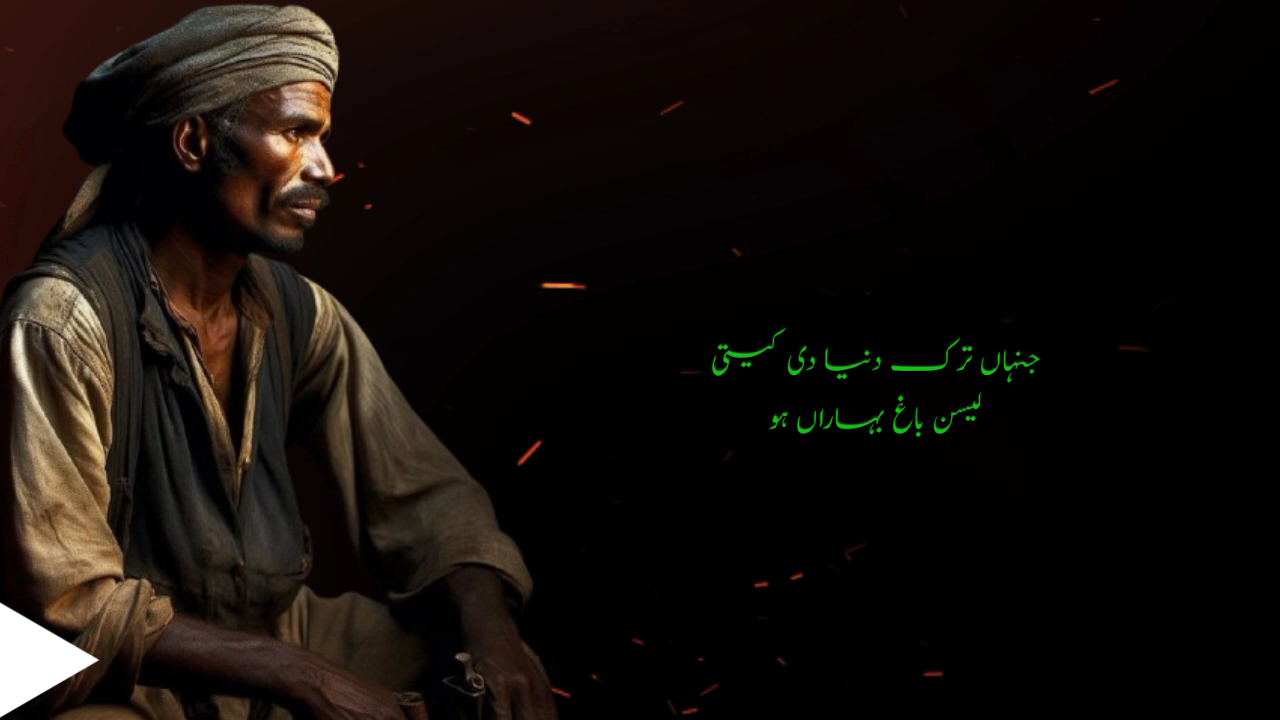 جنہاں ترک دنیا دی کیتی
لیسن باغ بہاراں ہو